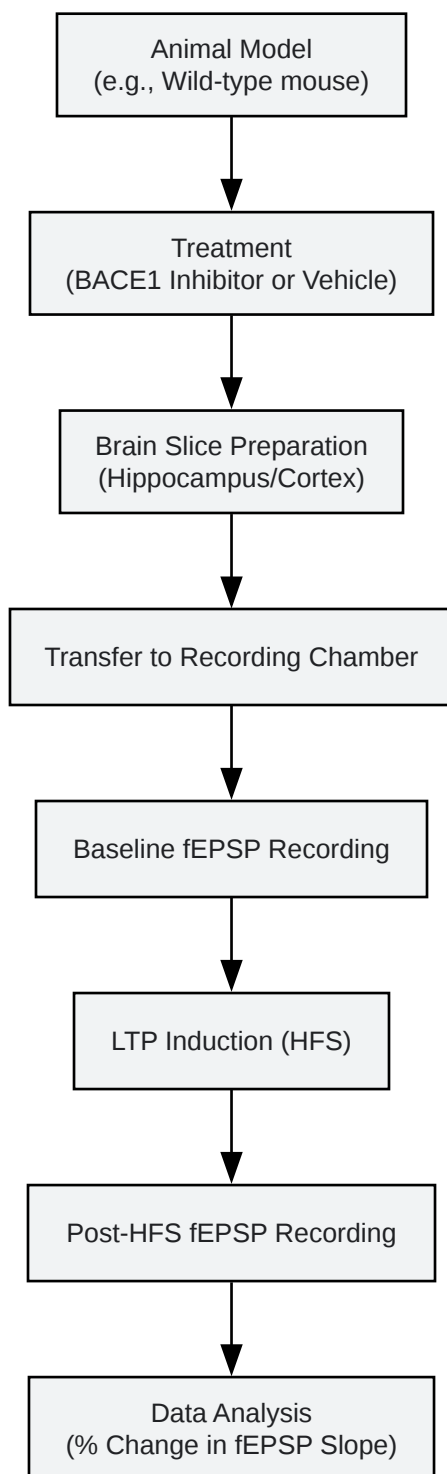 Animal Model
(e.g., Wild-type mouse)
Treatment
(BACE1 Inhibitor or Vehicle)
Brain Slice Preparation
(Hippocampus/Cortex)
Transfer to Recording Chamber
Baseline fEPSP Recording
LTP Induction (HFS)
Post-HFS fEPSP Recording
Data Analysis
(% Change in fEPSP Slope)